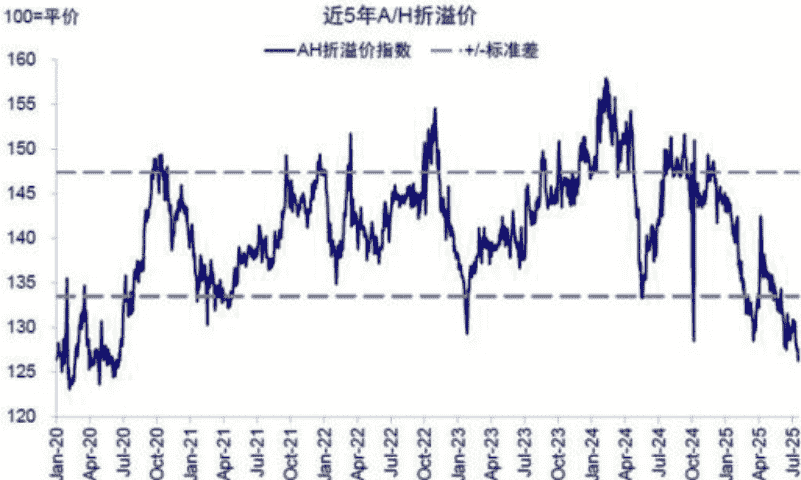 近5年A/H折溢价
100=平价
AH折溢价指数 +/-标准差
160
155
150
145
140
135
130
125
120
Jan-20 Apr-20 Jul-20 Oct-20 Jan-21 Apr-21 Jul-21 Oct-21 Jan-22 Apr-22 Jul-22 Oct-22 Jan-23 Apr-23 Jul-23 Oct-23 Jan-24 Apr-24 Jul-24 Oct-24 Jan-25 Apr-25 Jul-25